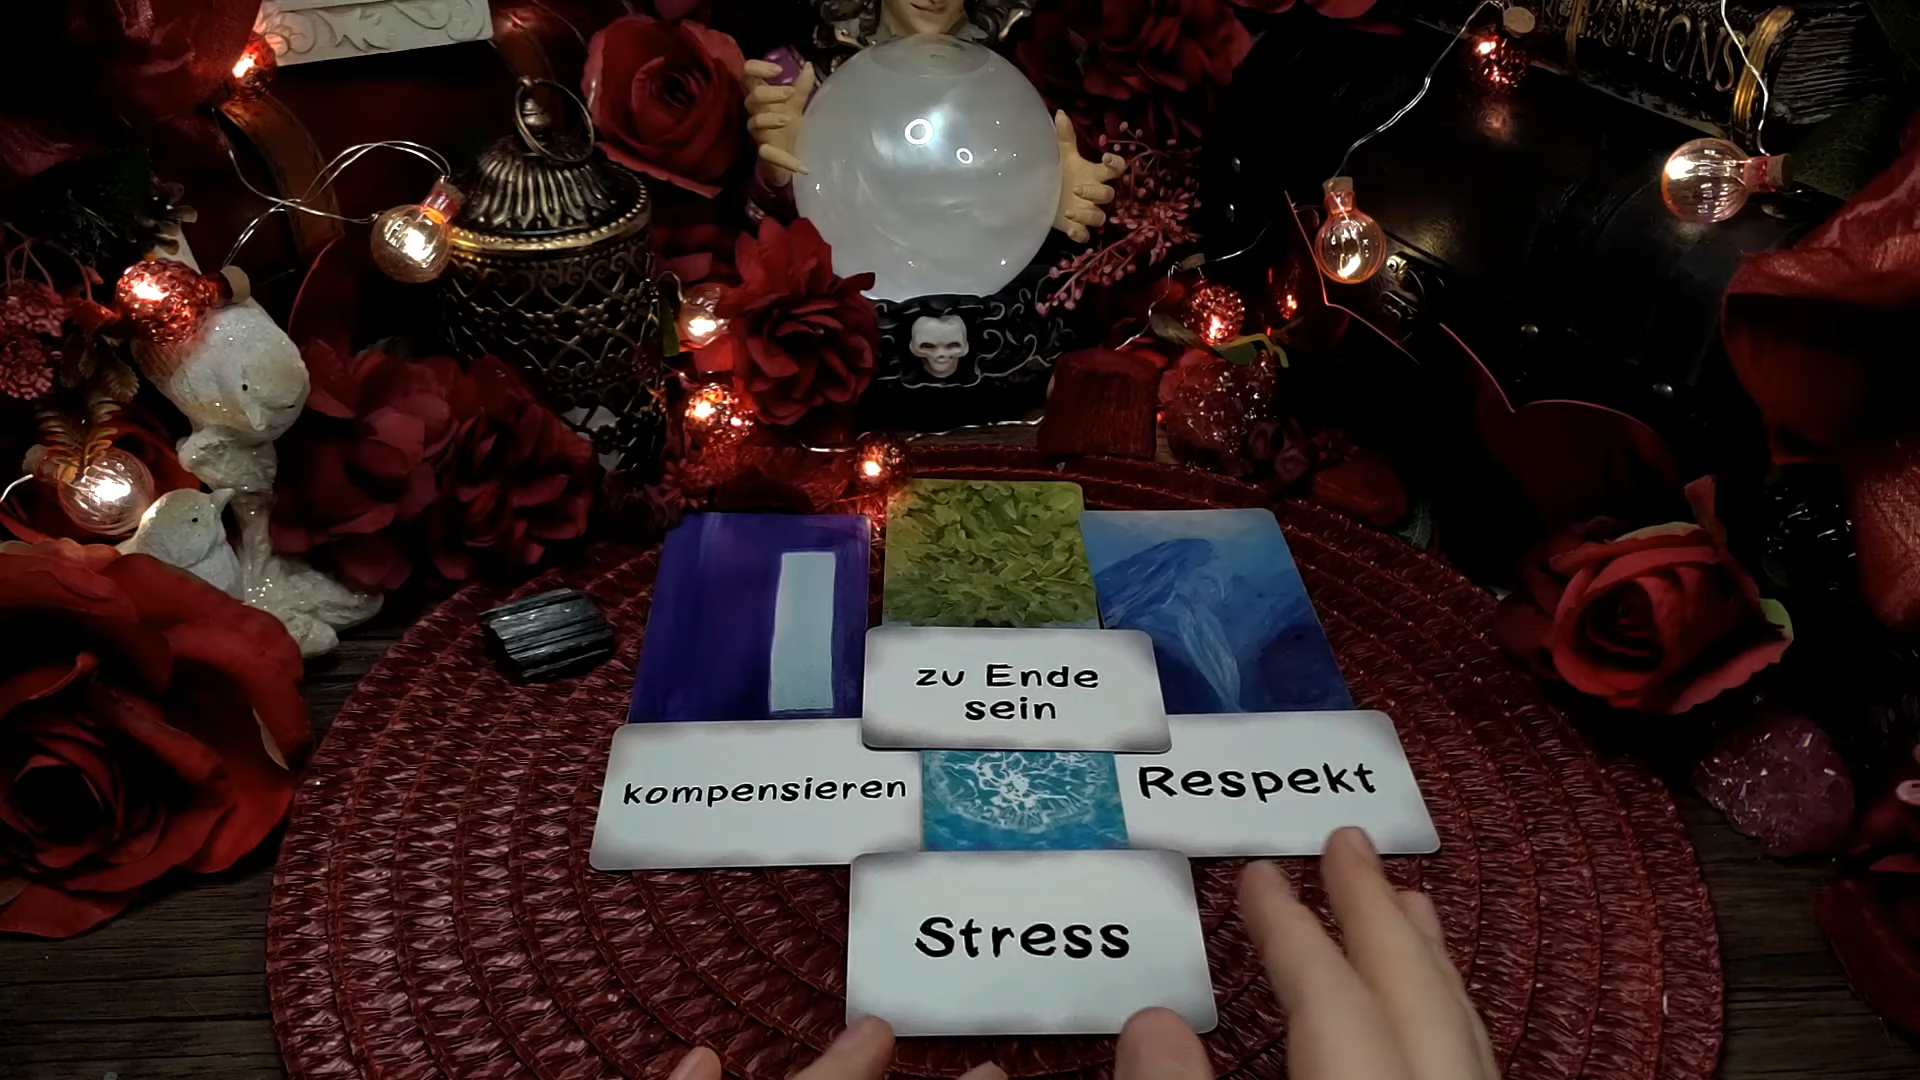 zu Ende
sein
kompensieren
Respekt
Stress